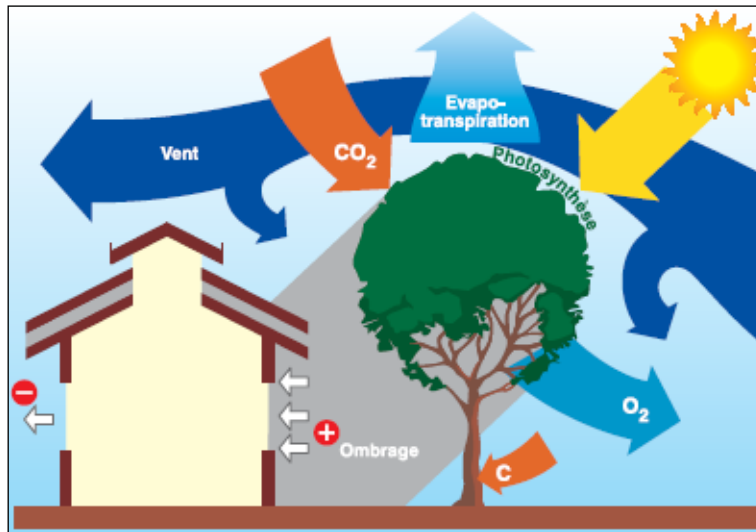 Evapo-
transpiration
Vent
CO₂
Photosynthèse
−
+
Ombrage
O₂
C